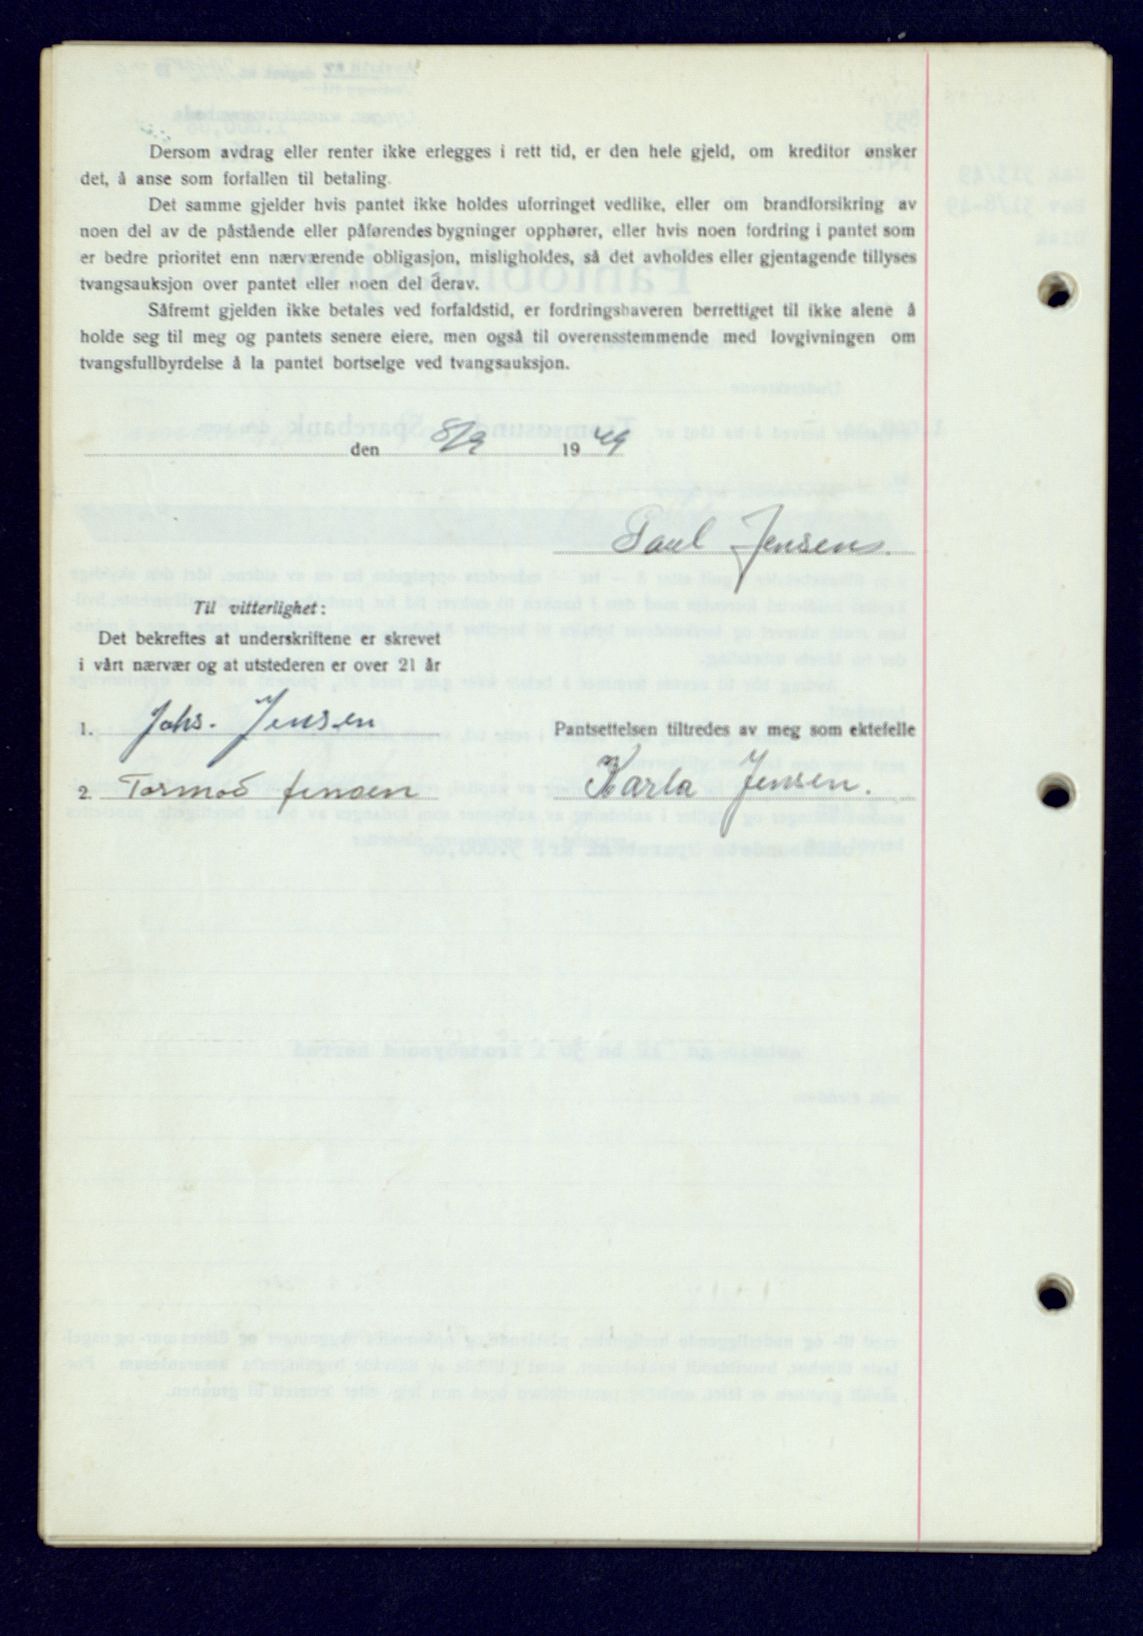 Dersom avdrag eller renter ikke erlegges i rett tid, er den hele gjeld, om kreditor ønsker
det, å anse som forfallen til betaling.
Det samme gjelder hvis pantet ikke holdes uforringet vedlike, eller om brandforsikring av
noen del av de påstående eller påførendes bygninger opphører, eller hvis noen fordring i pantet som
er bedre prioritet enn nærværende obligasjon, misligholdes, så det avholdes eller gjentagende tillyses
tvangsauksjon over pantet eller noen del derav.
Såfremt gjelden ikke betales ved forfaldstid, er fordringshaveren berrettiget til ikke alene å
holde seg til meg og pantets senere eiere, men også til overensstemmende med lovgivningen om
tvangsfullbyrdelse å la pantet bortselge ved tvangsauksjon.
den 8/9 1949
Paul Jensen.
Til vitterlighet:
Det bekreftes at underskriftene er skrevet
i vårt nærvær og at utstederen er over 21 år
1. Johs. Jensen
Pantsettelsen tiltredes av meg som ektefelle
2. Tormod Jensen
Karla Jensen.